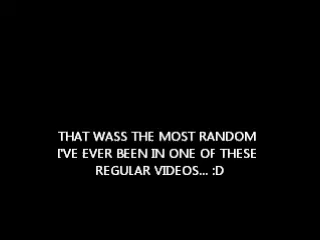 THAT WASS THE MOST RANDOM
I'VE EVER BEEN IN ONE OF THESE
REGULAR VIDEOS... :D